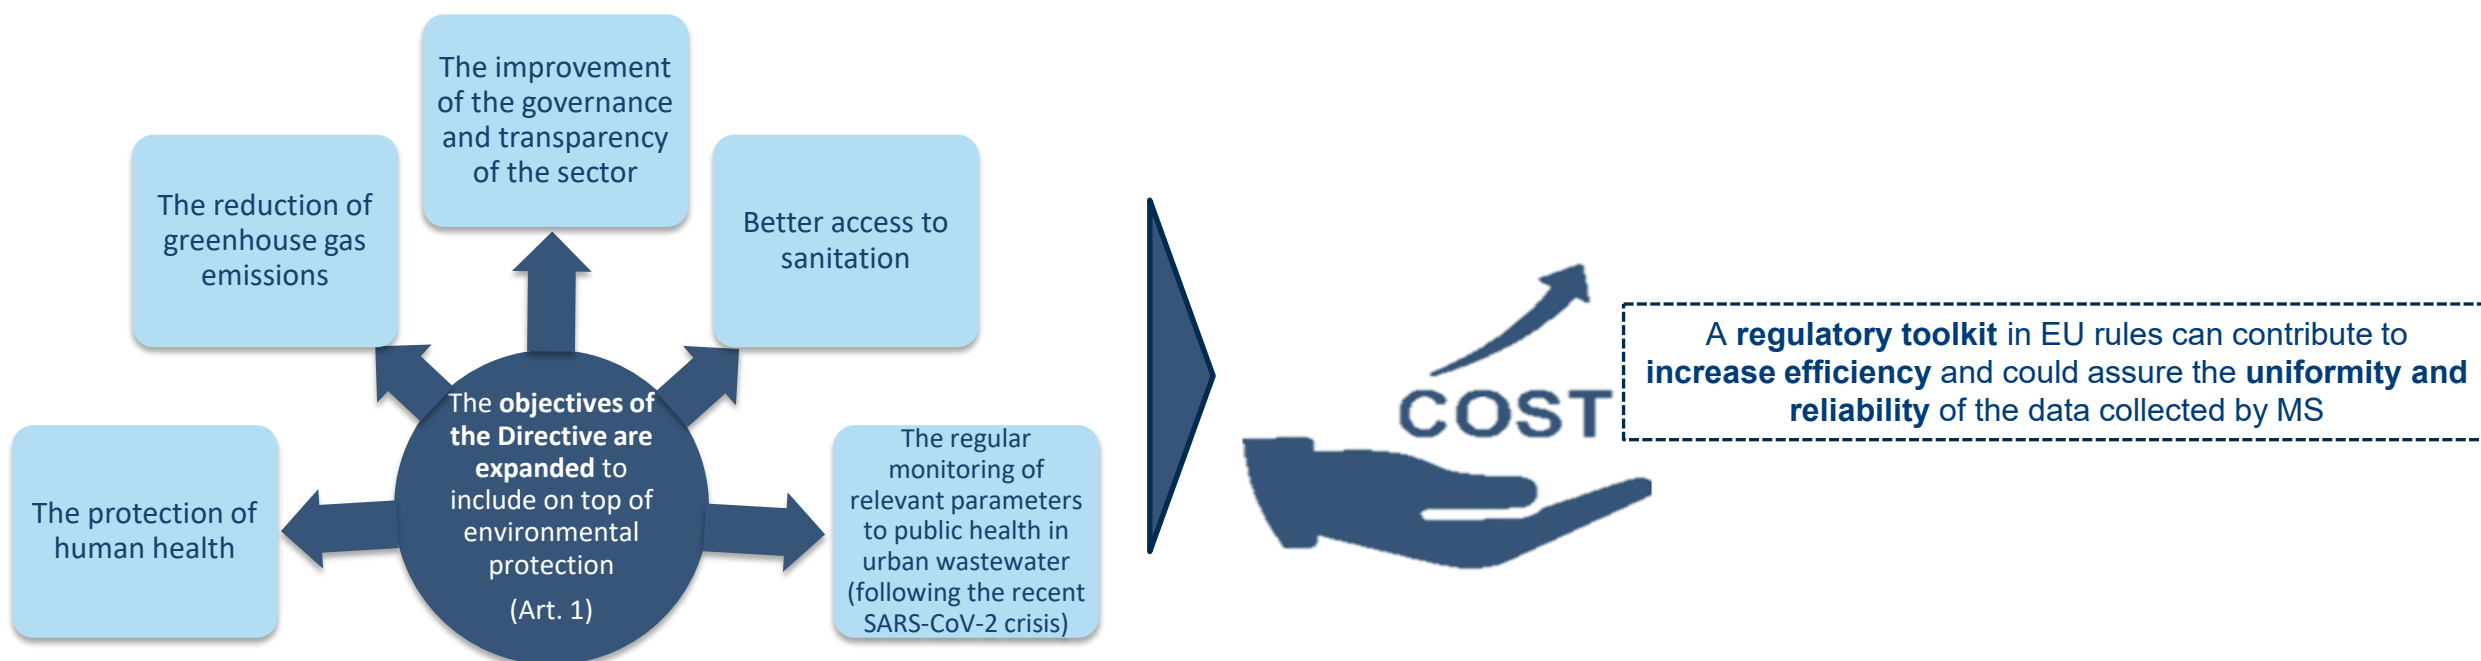 The improvement
of the governance
and transparency
of the sector
The reduction of
greenhouse gas
emissions
Better access to
sanitation
The protection of
human health
The objectives of
the Directive are
expanded to
include on top of
environmental
protection
(Art. 1)
The regular
monitoring of
relevant parameters
to public health in
urban wastewater
(following the recent
SARS-CoV-2 crisis)
COST
A regulatory toolkit in EU rules can contribute to
increase efficiency and could assure the uniformity and
reliability of the data collected by MS